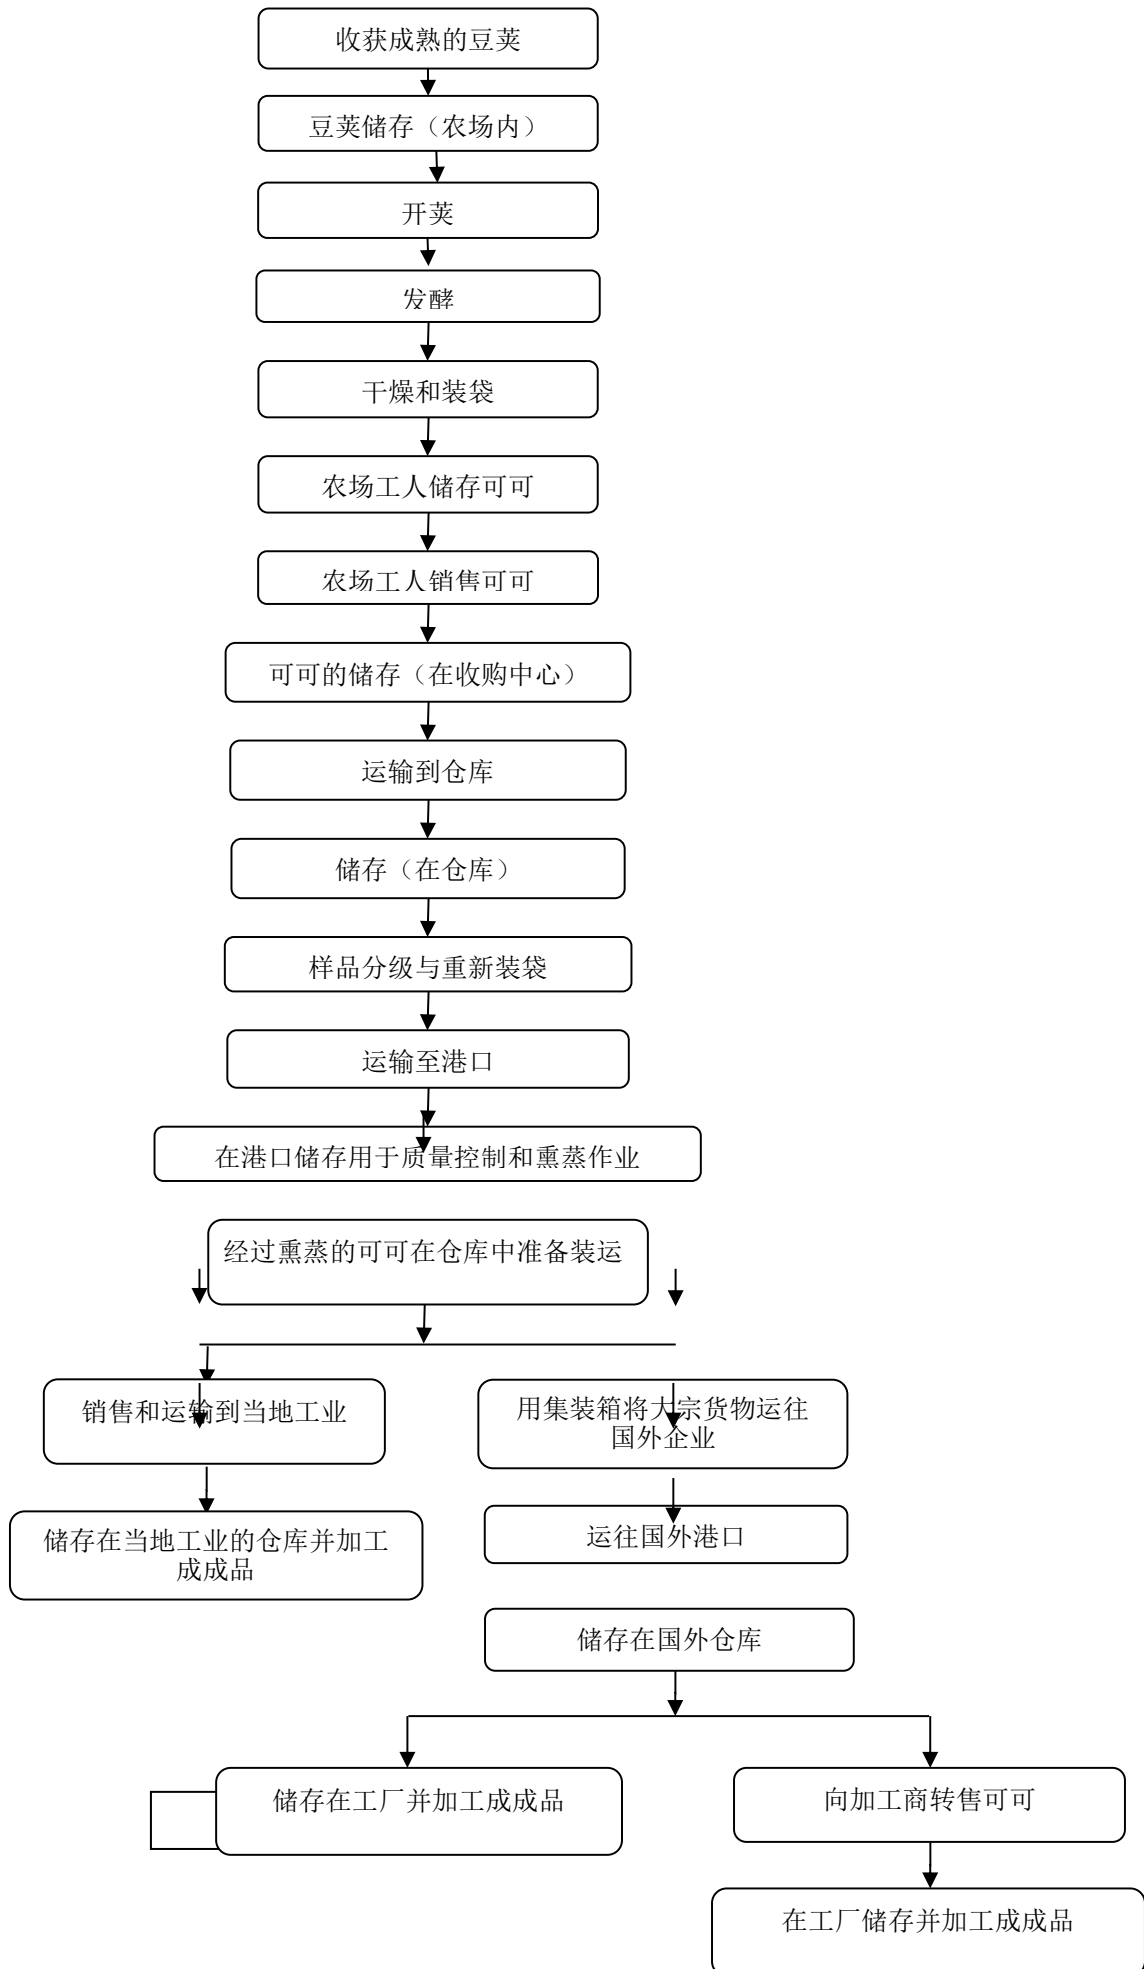 收获成熟的豆荚
豆荚储存（农场内）
开荚
发酵
干燥和装袋
农场工人储存可可
农场工人销售可可
可可的储存（在收购中心）
运输到仓库
储存（在仓库）
样品分级与重新装袋
运输至港口
在港口储存用于质量控制和熏蒸作业
经过熏蒸的可可在仓库中准备装运
销售和运输到当地工业
用集装箱将大宗货物运往
国外企业
储存在当地工业的仓库并加工
成成品
运往国外港口
储存在国外仓库
储存在工厂并加工成成品
向加工商转售可可
在工厂储存并加工成成品